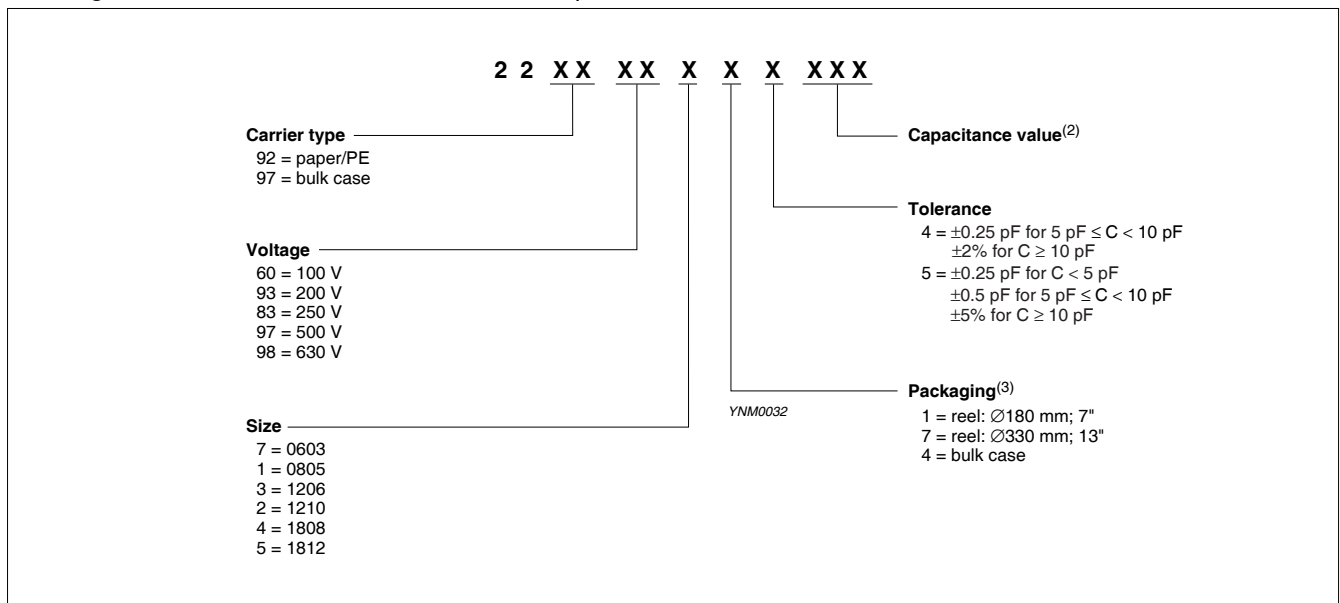 2 2 X X X X X X X X X X
Carrier type
92 = paper/PE
97 = bulk case
Voltage
60 = 100 V
93 = 200 V
83 = 250 V
97 = 500 V
98 = 630 V
Size
7 = 0603
1 = 0805
3 = 1206
2 = 1210
4 = 1808
5 = 1812
Capacitance value(2)
Tolerance
4 = ±0.25 pF for 5 pF ≤ C < 10 pF
±2% for C ≥ 10 pF
5 = ±0.25 pF for C < 5 pF
±0.5 pF for 5 pF ≤ C < 10 pF
±5% for C ≥ 10 pF
Packaging(3)
1 = reel: ∅180 mm; 7"
7 = reel: ∅330 mm; 13"
4 = bulk case
YNM0032